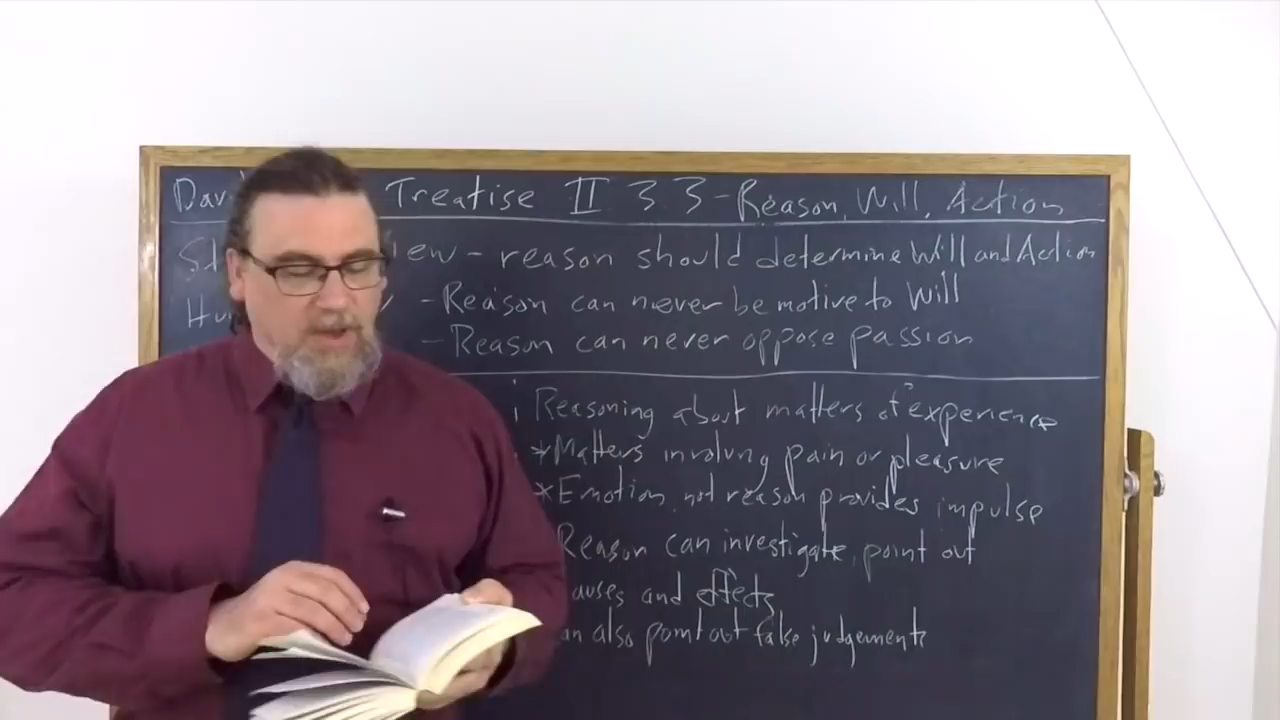 Dav Treatise II 3 3 - Reason, Will, Action
St iew - reason should determine Will and Action
Hu - Reason can never be motive to Will
- Reason can never oppose passion
Reasoning about matters of experience
*Matters involving pain or pleasure
*Emotion, not reason provides impulse
Reason can investigate, point out
auses and effects
an also point out false judgements